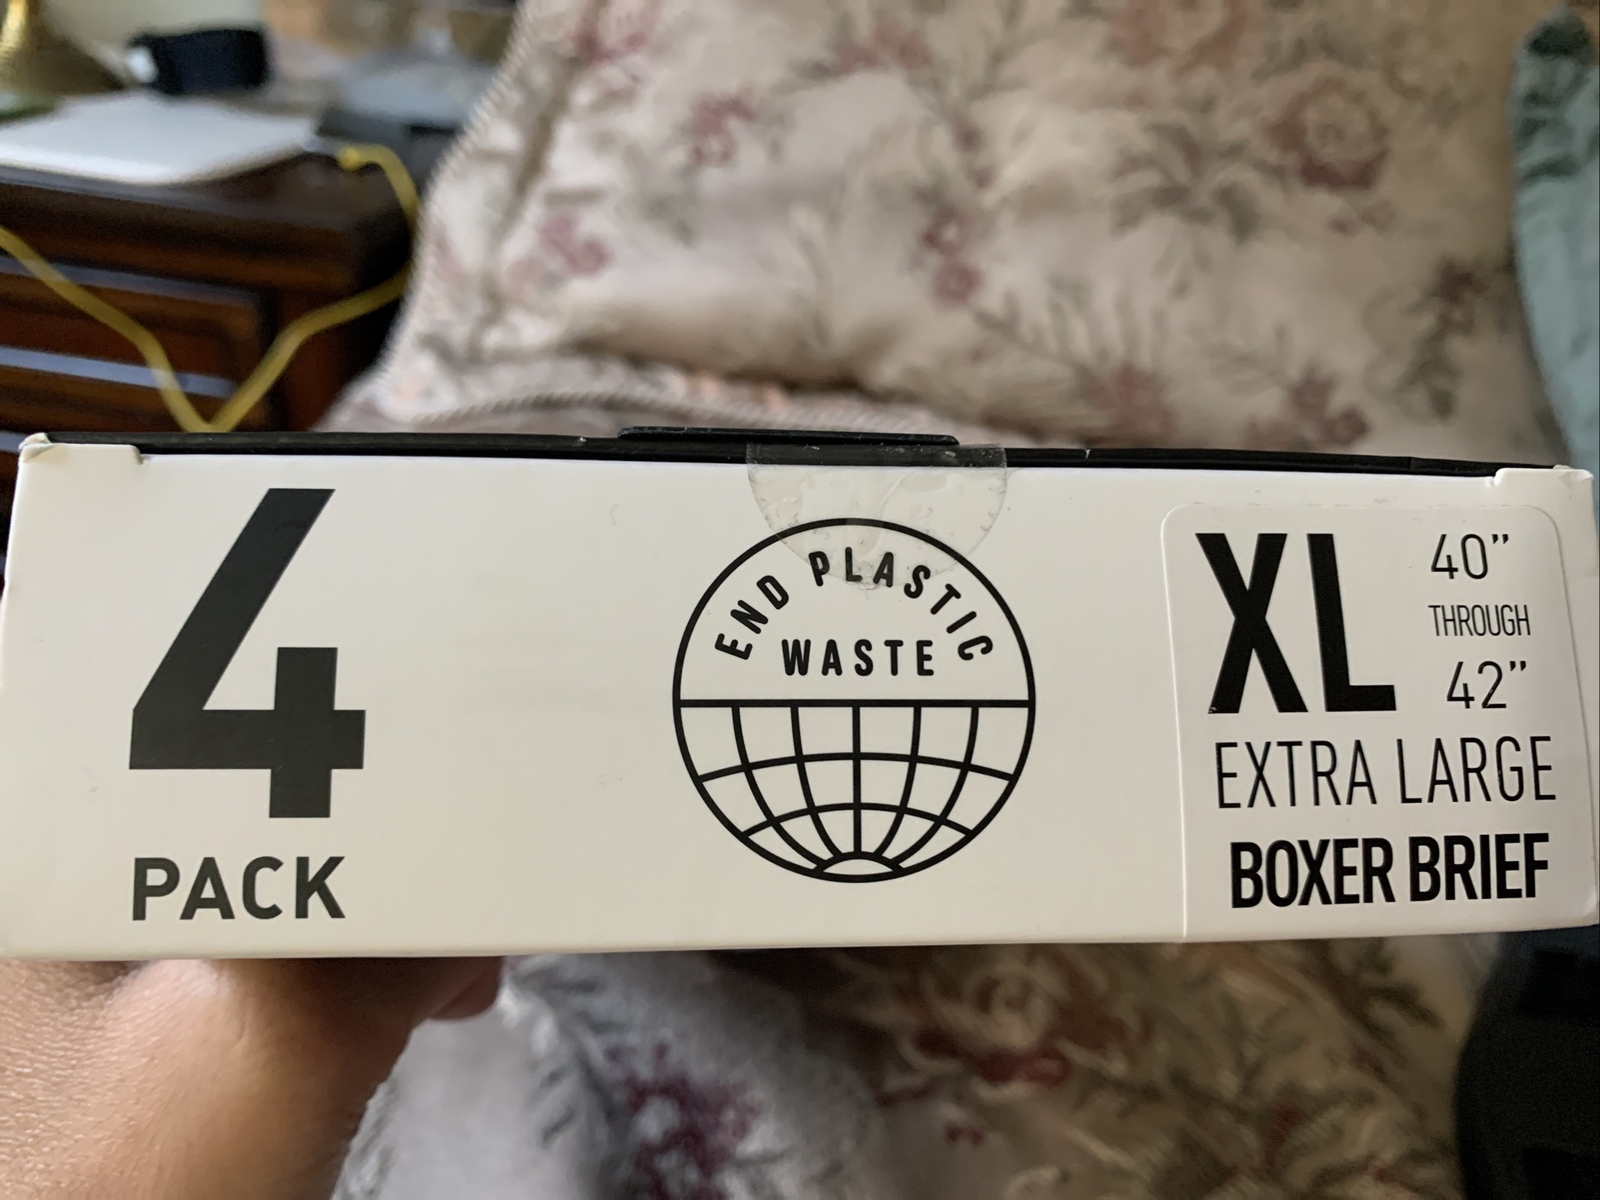 4
PACK
END PLASTIC
WASTE
XL
40”
THROUGH
42”
EXTRA LARGE
BOXER BRIEF